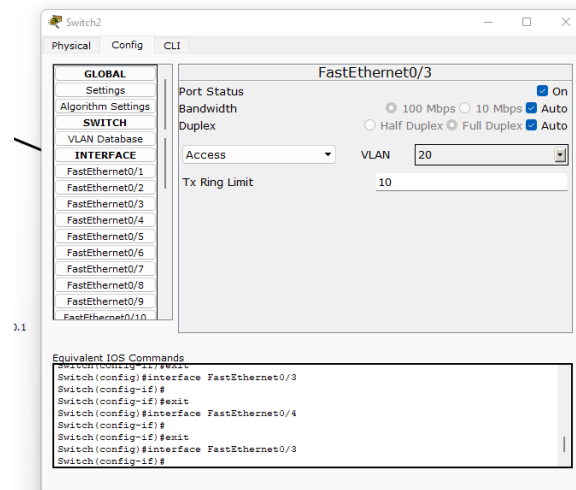 Switch2
Physical Config CLI
GLOBAL
Settings
Algorithm Settings
SWITCH
VLAN Database
INTERFACE
FastEthernet0/1
FastEthernet0/2
FastEthernet0/3
FastEthernet0/4
FastEthernet0/5
FastEthernet0/6
FastEthernet0/7
FastEthernet0/8
FastEthernet0/9
FastEthernet0/10
FastEthernet0/3
Port Status On
Bandwidth 100 Mbps 10 Mbps Auto
Duplex Half Duplex Full Duplex Auto
Access VLAN 20
Tx Ring Limit 10
0.1
Equivalent IOS Commands
Switch(config-if)#exit
Switch(config)#interface FastEthernet0/3
Switch(config-if)#
Switch(config-if)#exit
Switch(config)#interface FastEthernet0/4
Switch(config-if)#
Switch(config-if)#exit
Switch(config)#interface FastEthernet0/3
Switch(config-if)#